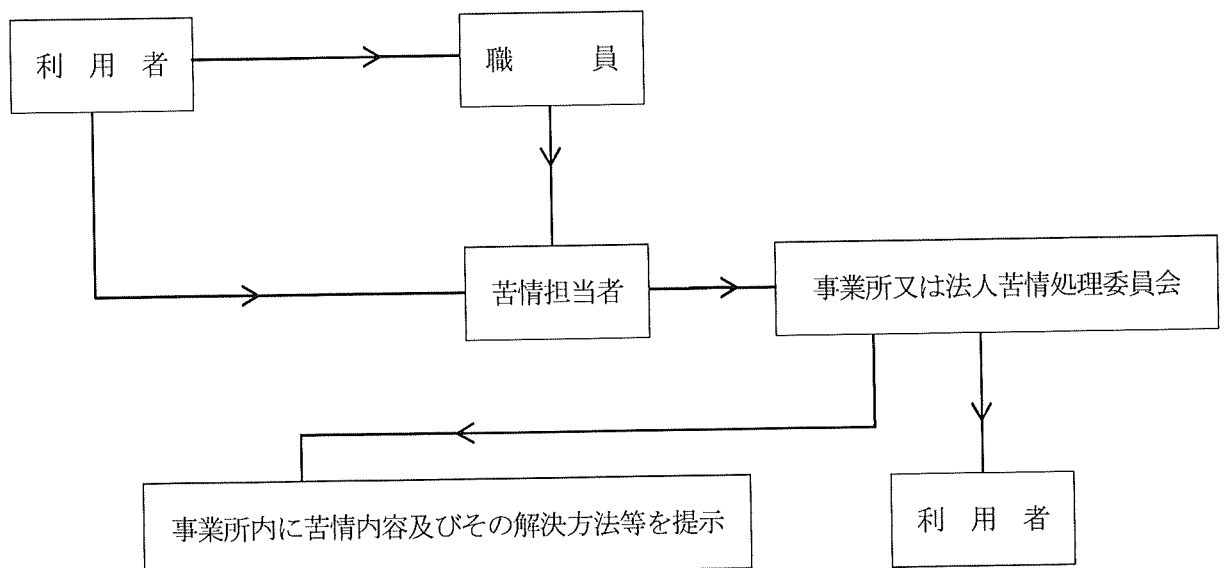 利用者
職員
苦情担当者
事業所又は法人苦情処理委員会
事業所内に苦情内容及びその解決方法等を提示
利用者